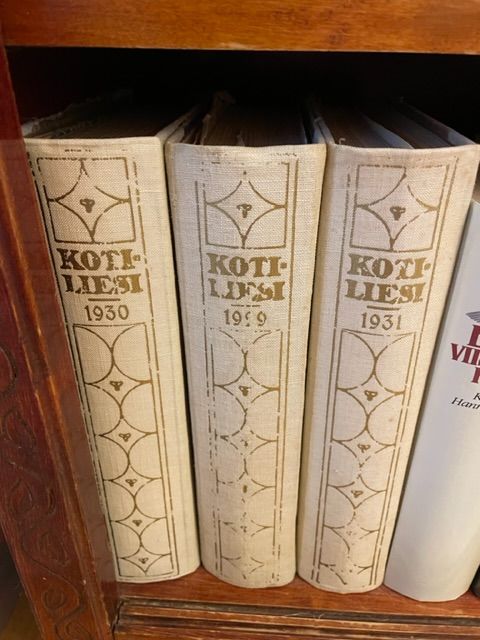 KOTI-
LIESI
1930
KOTI-
LIESI
1929
KOTI-
LIESI
1931